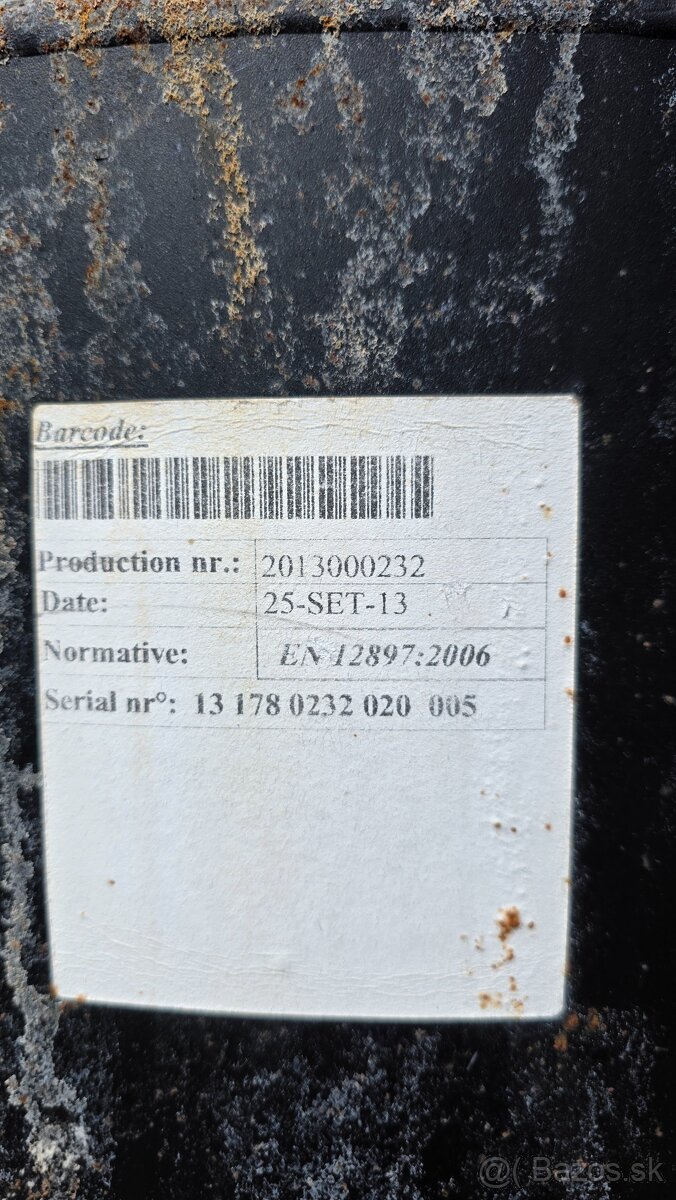 Barcode:
Production nr.: 2013000232
Date: 25-SET-13
Normative: EN 12897:2006
Serial nr°: 13 178 0232 020 005
@( Bazos.sk